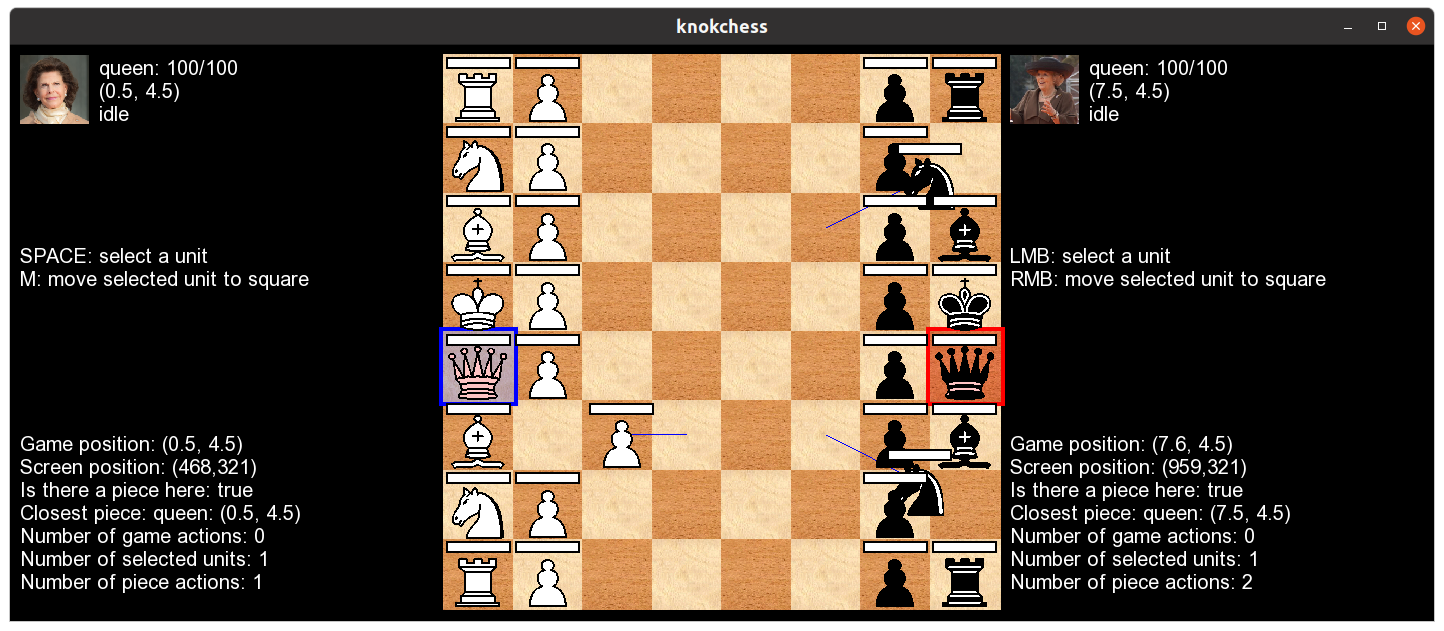 knokchess
queen: 100/100
(0.5, 4.5)
idle
SPACE: select a unit
M: move selected unit to square
Game position: (0.5, 4.5)
Screen position: (468,321)
Is there a piece here: true
Closest piece: queen: (0.5, 4.5)
Number of game actions: 0
Number of selected units: 1
Number of piece actions: 1
queen: 100/100
(7.5, 4.5)
idle
LMB: select a unit
RMB: move selected unit to square
Game position: (7.6, 4.5)
Screen position: (959,321)
Is there a piece here: true
Closest piece: queen: (7.5, 4.5)
Number of game actions: 0
Number of selected units: 1
Number of piece actions: 2